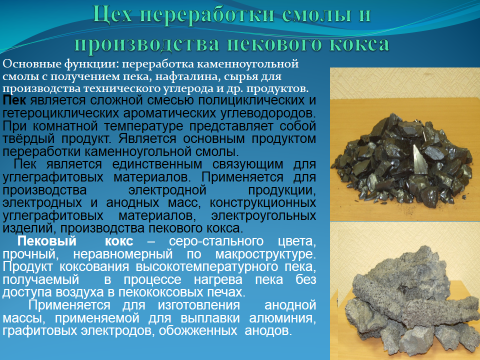 Цех переработки смолы и
производства пекового кокса
Основные функции: переработка каменноугольной
смолы с получением пека, нафталина, сырья для
производства технического углерода и др. продуктов.
Пек является сложной смесью полициклических и
гетероциклических ароматических углеводородов.
При комнатной температуре представляет собой
твёрдый продукт. Является основным продуктом
переработки каменноугольной смолы.
Пек является единственным связующим для
углеграфитовых материалов. Применяется для
производства электродной продукции,
электродных и анодных масс, конструкционных
углеграфитовых материалов, электроугольных
изделий, производства пекового кокса.
Пековый кокс – серо-стального цвета,
прочный, неравномерный по макроструктуре.
Продукт коксования высокотемпературного пека,
получаемый в процессе нагрева пека без
доступа воздуха в пекококсовых печах.
Применяется для изготовления анодной
массы, применяемой для выплавки алюминия,
графитовых электродов, обожженных анодов.